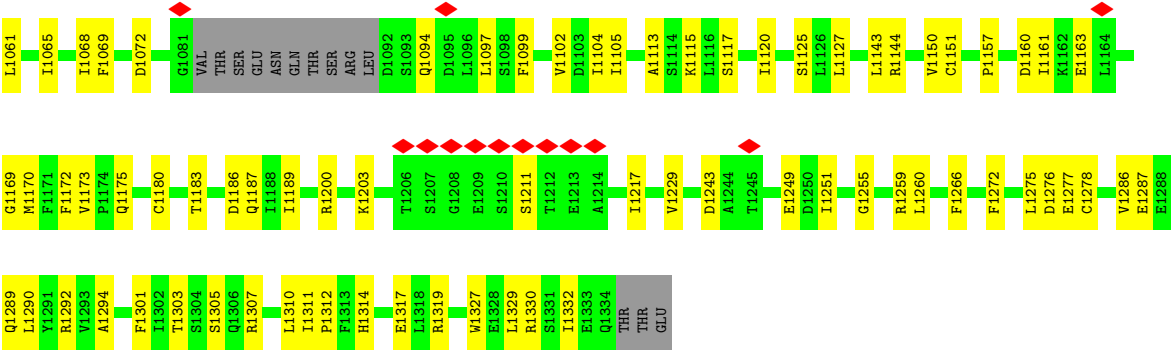 L1061 I1065 I1068 F1069 D1072 G1081 VAL THR SER GLU ASN GLN THR SER ARG LEU D1092 S1093 Q1094 D1095 L1096 L1097 S1098 F1099 V1102 D1103 I1104 I1105 A1113 S1114 K1115 L1116 S1117 I1120 S1125 L1126 L1127 L1143 R1144 V1150 C1151 P1157 D1160 I1161 K1162 E1163 L1164
G1169 M1170 F1171 F1172 V1173 P1174 Q1175 C1180 T1183 D1186 Q1187 I1188 I1189 R1200 K1203 T1206 S1207 G1208 E1209 S1210 S1211 T1212 E1213 A1214 I1217 V1229 D1243 A1244 T1245 E1249 D1250 I1251 G1255 R1259 L1260 F1266 F1272 L1275 D1276 E1277 C1278 V1286 E1287 E1288
Q1289 L1290 Y1291 R1292 V1293 A1294 F1301 I1302 T1303 S1304 S1305 Q1306 R1307 L1310 I1311 P1312 F1313 H1314 E1317 L1318 R1319 W1327 E1328 L1329 R1330 S1331 I1332 E1333 Q1334 THR THR GLU